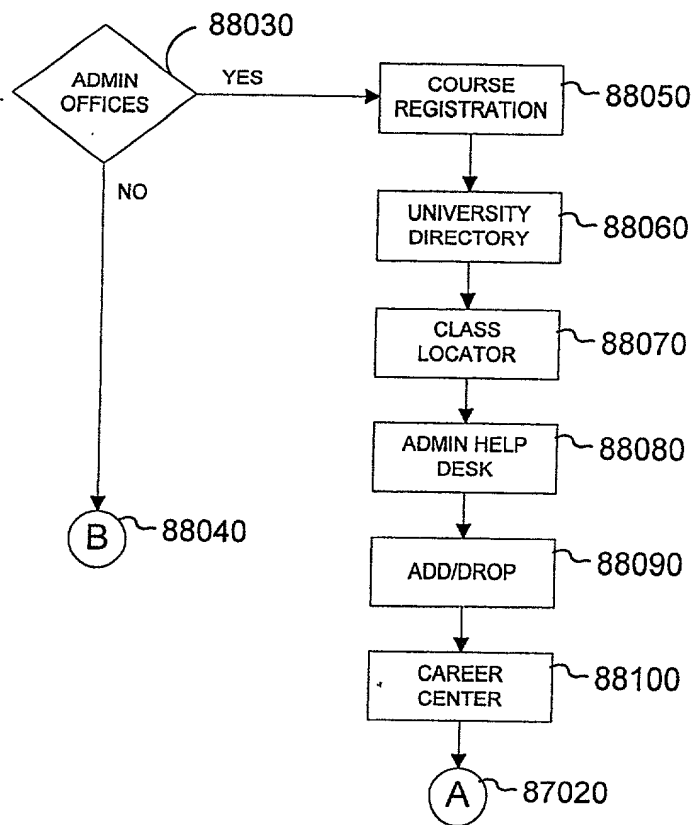 88030
ADMIN
OFFICES
YES
COURSE
REGISTRATION
88050
NO
UNIVERSITY
DIRECTORY
88060
CLASS
LOCATOR
88070
ADMIN HELP
DESK
88080
B
88040
ADD/DROP
88090
CAREER
CENTER
88100
A
87020